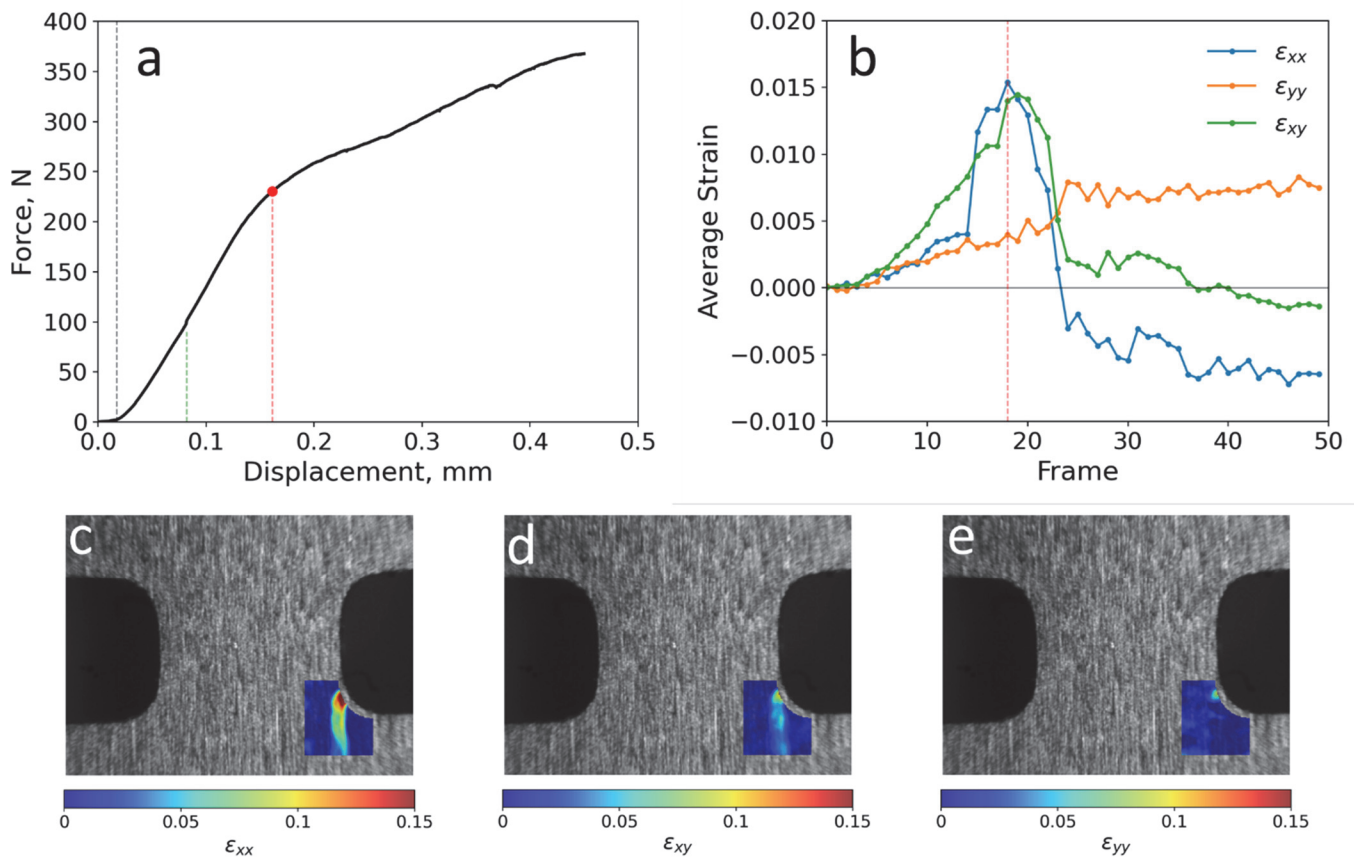 a
400
350
300
250
200
150
100
50
0
Force, N
0.0 0.1 0.2 0.3 0.4 0.5
Displacement, mm
b
0.020
0.015
0.010
0.005
0.000
−0.005
−0.010
Average Strain
εxx
εyy
εxy
0 10 20 30 40 50
Frame
c
d
e
0 0.05 0.1 0.15
εxx
0 0.05 0.1 0.15
εxy
0 0.05 0.1 0.15
εyy